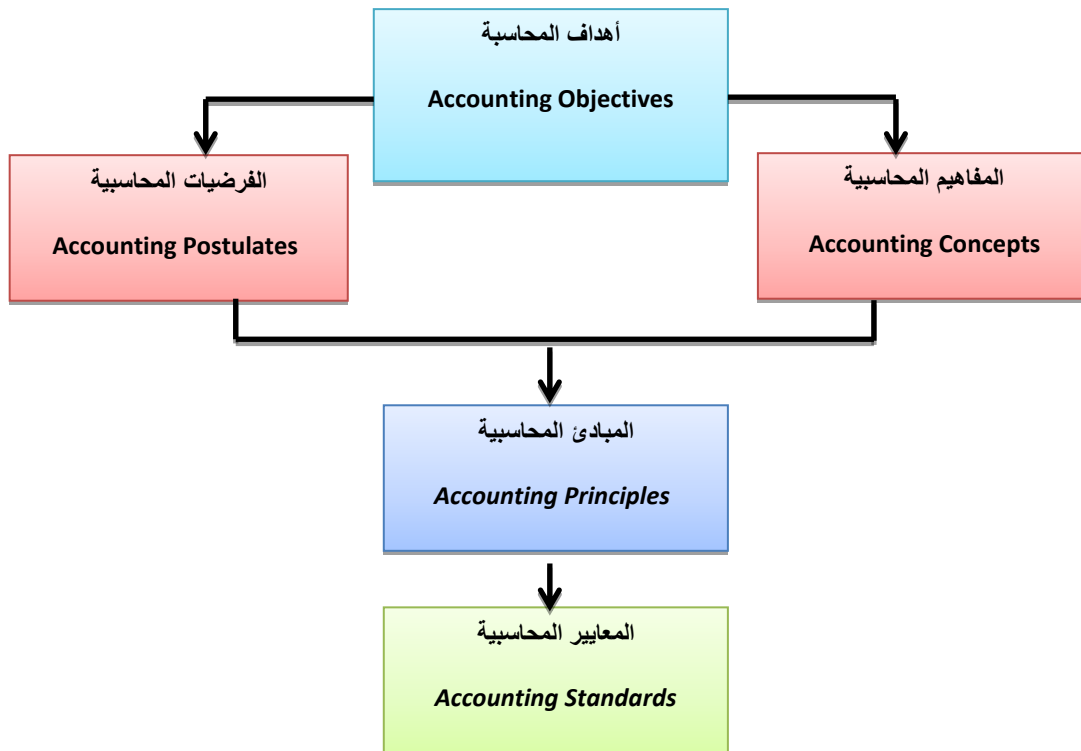 أهداف المحاسبة
Accounting Objectives
الفرضيات المحاسبية
Accounting Postulates
المفاهيم المحاسبية
Accounting Concepts
المبادئ المحاسبية
Accounting Principles
المعايير المحاسبية
Accounting Standards